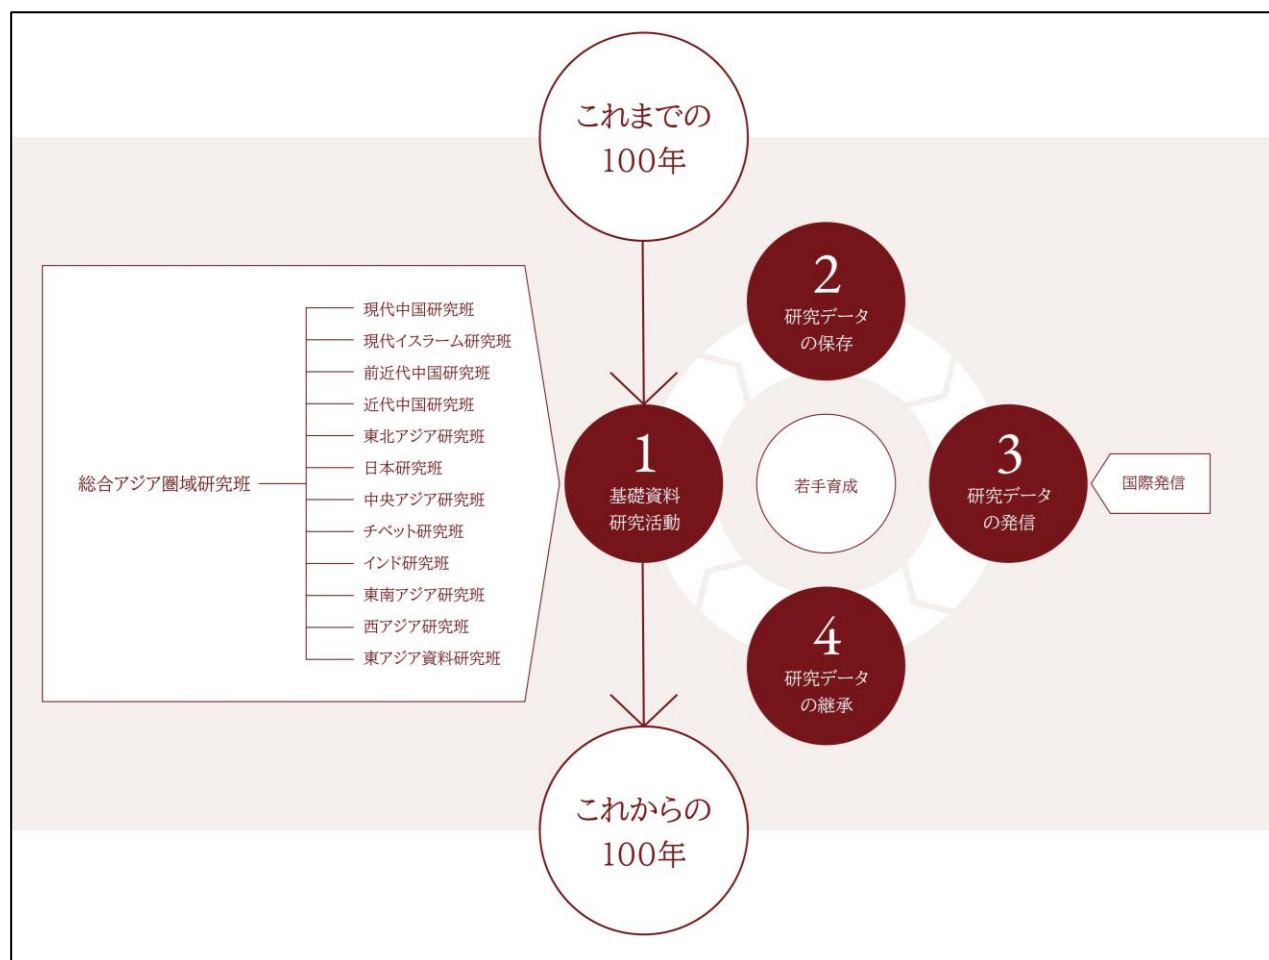 これまでの
100年
総合アジア圏域研究班
現代中国研究班
現代イスラーム研究班
前近代中国研究班
近代中国研究班
東北アジア研究班
日本研究班
中央アジア研究班
チベット研究班
インド研究班
東南アジア研究班
西アジア研究班
東アジア資料研究班
1
基礎資料
研究活動
2
研究データ
の保存
3
研究データ
の発信
4
研究データ
の継承
若手育成
国際発信
これからの
100年